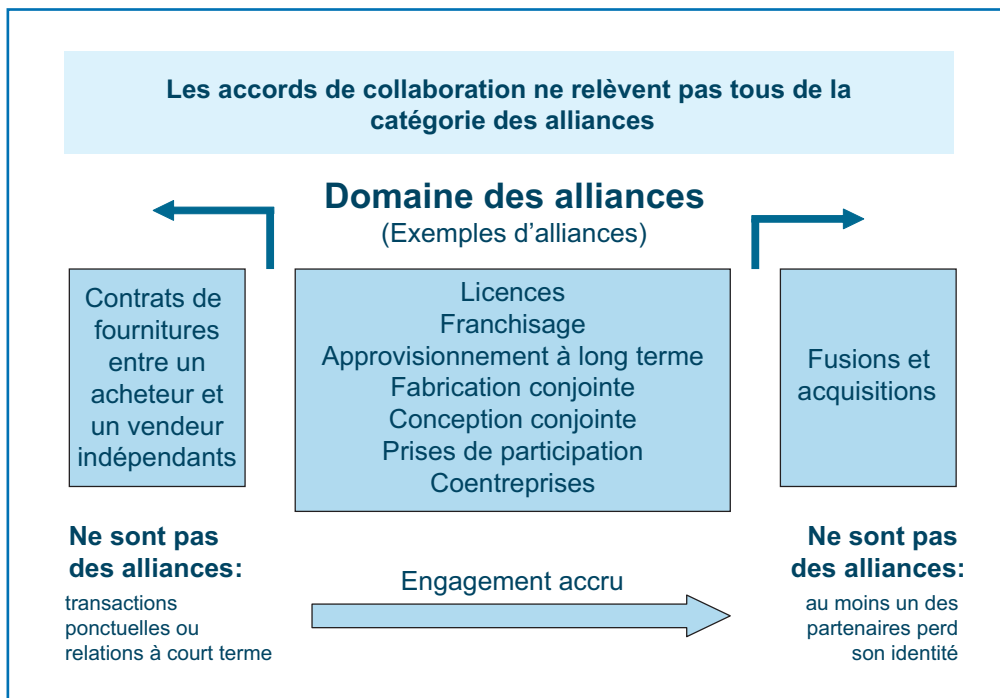 Les accords de collaboration ne relèvent pas tous de la
catégorie des alliances
Domaine des alliances
(Exemples d’alliances)
Contrats de
fournitures
entre un
acheteur et
un vendeur
indépendants
Licences
Franchisage
Approvisionnement à long terme
Fabrication conjointe
Conception conjointe
Prises de participation
Coentreprises
Fusions et
acquisitions
Ne sont pas
des alliances:
transactions
ponctuelles ou
relations à court terme
Engagement accru
Ne sont pas
des alliances:
au moins un des
partenaires perd
son identité